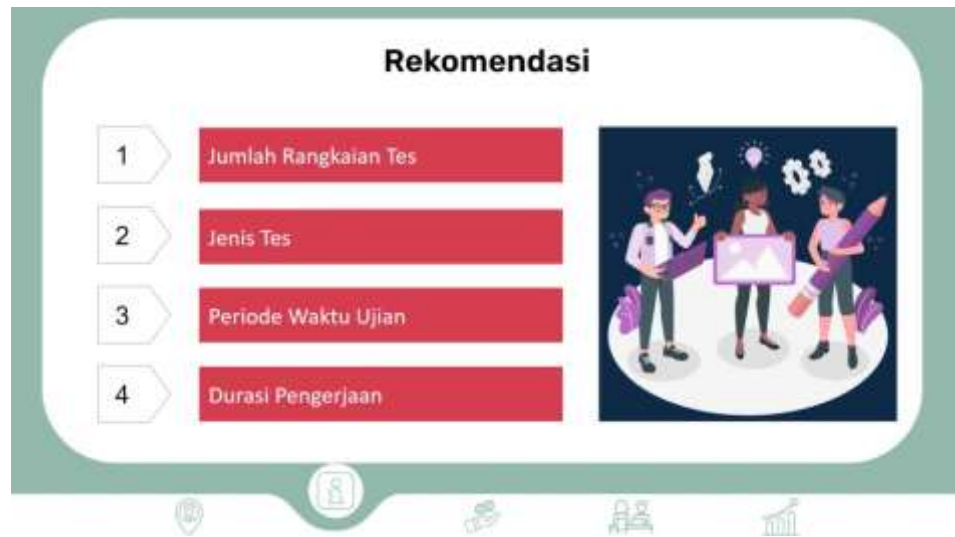 Rekomendasi
1
Jumlah Rangkaian Tes
2
Jenis Tes
3
Periode Waktu Ujian
4
Durasi Pengerjaan